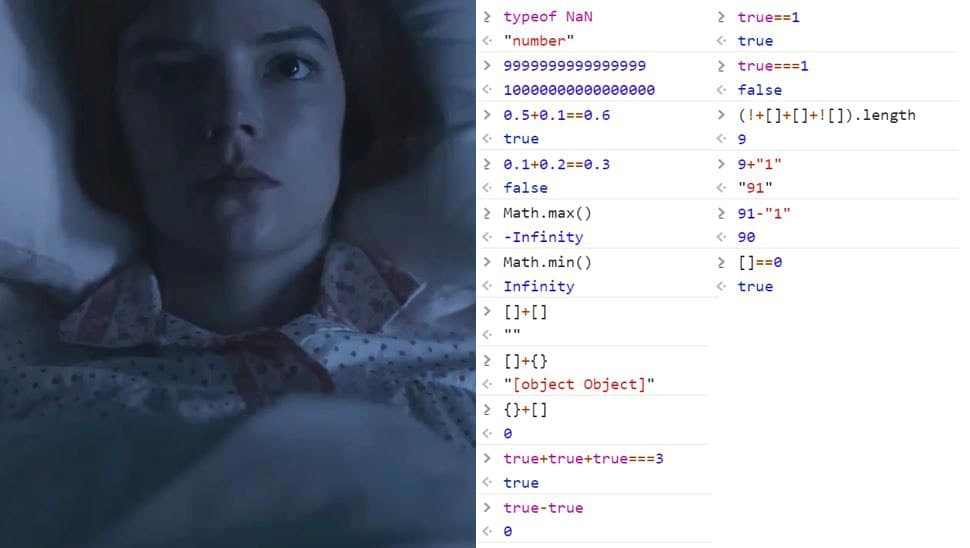 typeof NaN
"number"
9999999999999999
10000000000000000
0.5+0.1==0.6
true
0.1+0.2==0.3
false
Math.max()
-Infinity
Math.min()
Infinity
[]+[]
""
[]+{}
"[object Object]"
{}+[]
0
true+true+true===3
true
true-true
0
true==1
true
true===1
false
(!+[]+[]+![]).length
9
9+"1"
"91"
91-"1"
90
[]==0
true